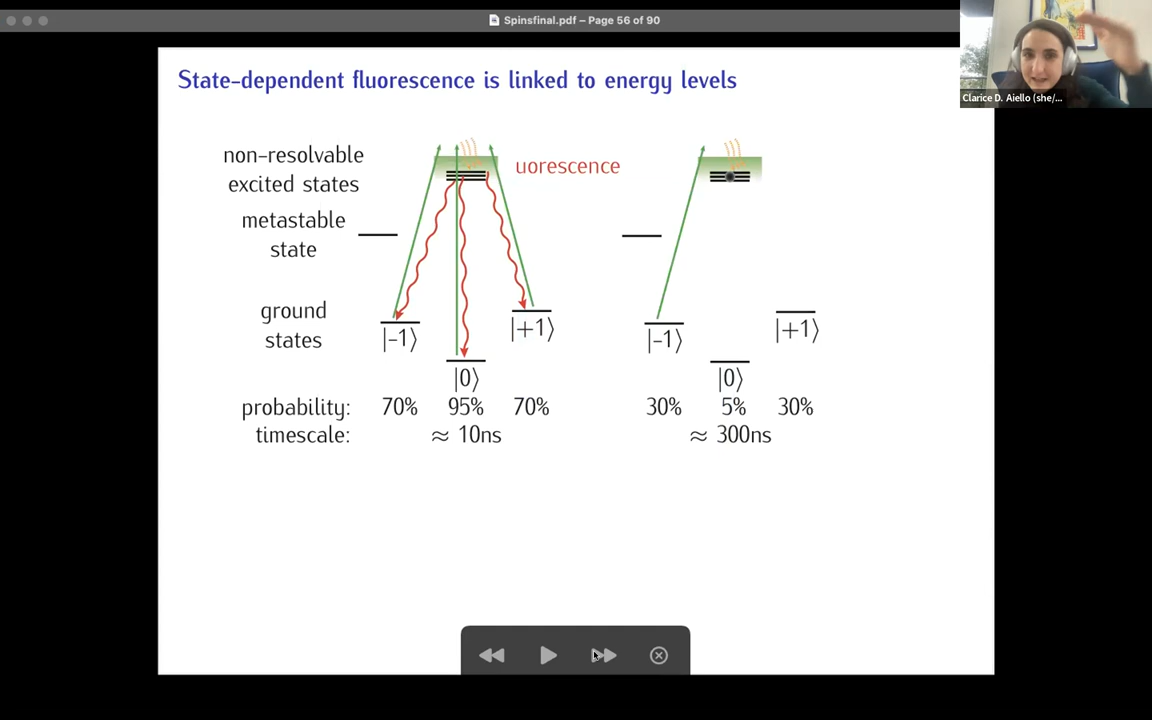 Spinsfinal.pdf – Page 56 of 90
Clarice D. Aiello (she/...
State-dependent fluorescence is linked to energy levels
non-resolvable
excited states
uorescence
metastable
state
ground
states
|-1⟩
|0⟩
|+1⟩
|-1⟩
|0⟩
|+1⟩
probability: 70% 95% 70% 30% 5% 30%
timescale: ≈ 10ns ≈ 300ns